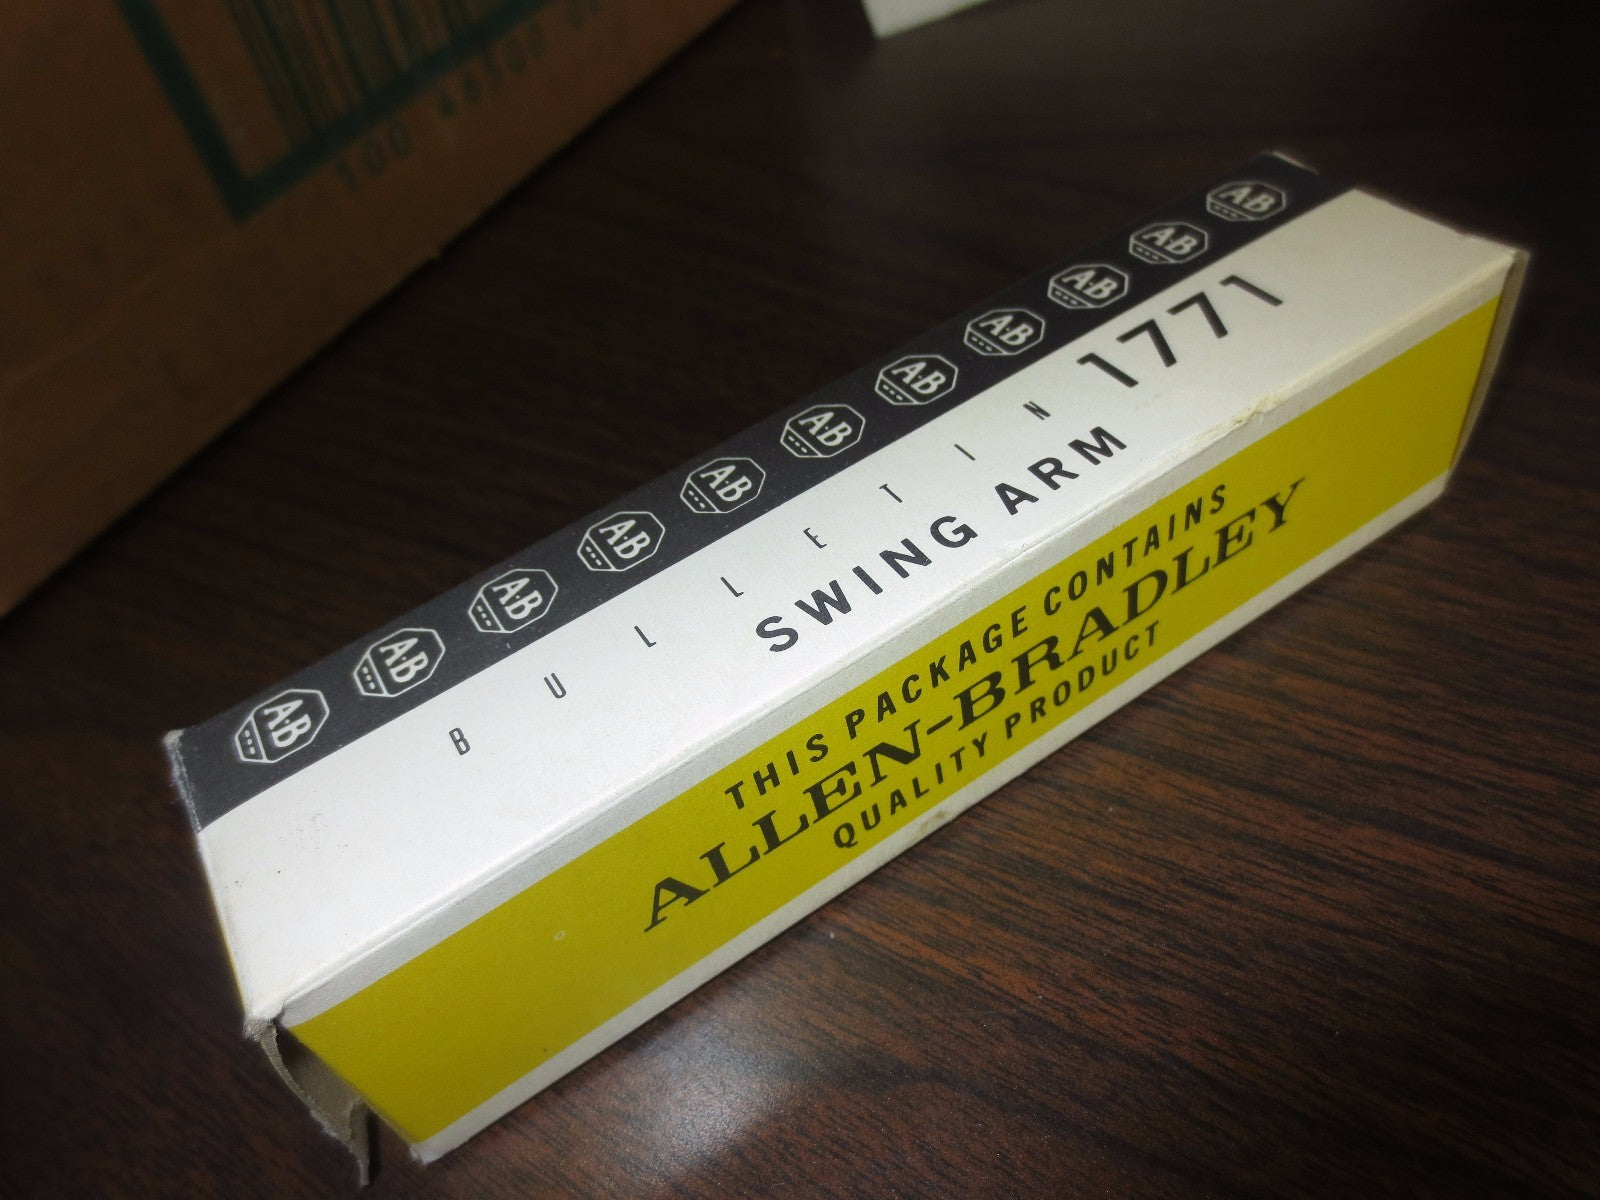 A-B A-B A-B A-B A-B A-B A-B A-B A-B A-B A-B
BULLETIN 1771
SWING ARM
THIS PACKAGE CONTAINS
ALLEN-BRADLEY
QUALITY PRODUCT